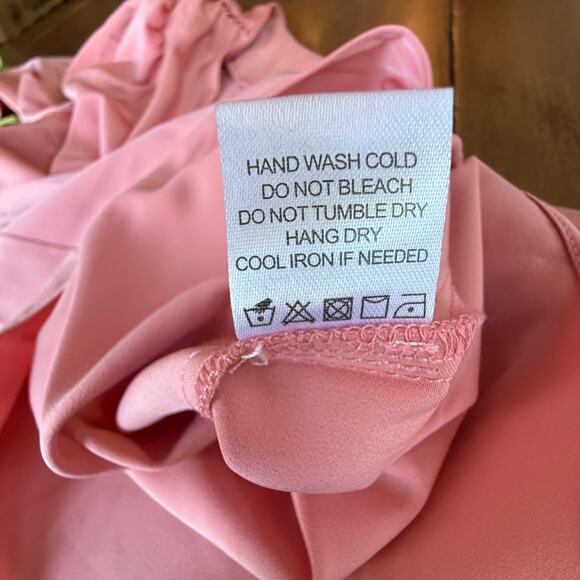 HAND WASH COLD
DO NOT BLEACH
DO NOT TUMBLE DRY
HANG DRY
COOL IRON IF NEEDED